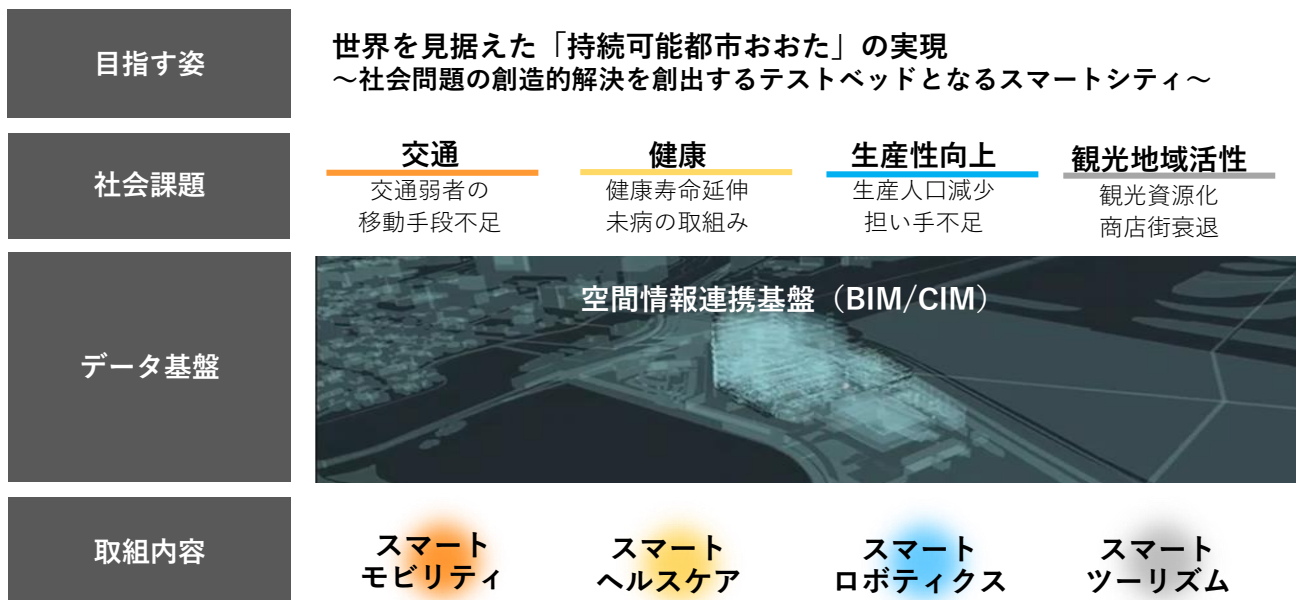 目指す姿
世界を見据えた「持続可能都市おおた」の実現
～社会問題の創造的解決を創出するテストベッドとなるスマートシティ～
社会課題
交通
交通弱者の
移動手段不足
健康
健康寿命延伸
未病の取組み
生産性向上
生産人口減少
担い手不足
観光地域活性
観光資源化
商店街衰退
データ基盤
空間情報連携基盤（BIM/CIM）
取組内容
スマート
モビリティ
スマート
ヘルスケア
スマート
ロボティクス
スマート
ツーリズム